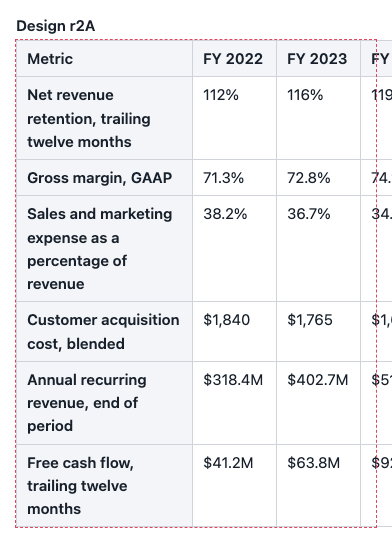 Design r2A
Metric FY 2022 FY 2023 FY
Net revenue retention, trailing twelve months 112% 116%
Gross margin, GAAP 71.3% 72.8%
Sales and marketing expense as a percentage of revenue 38.2% 36.7%
Customer acquisition cost, blended $1,840 $1,765
Annual recurring revenue, end of period $318.4M $402.7M
Free cash flow, trailing twelve months $41.2M $63.8M